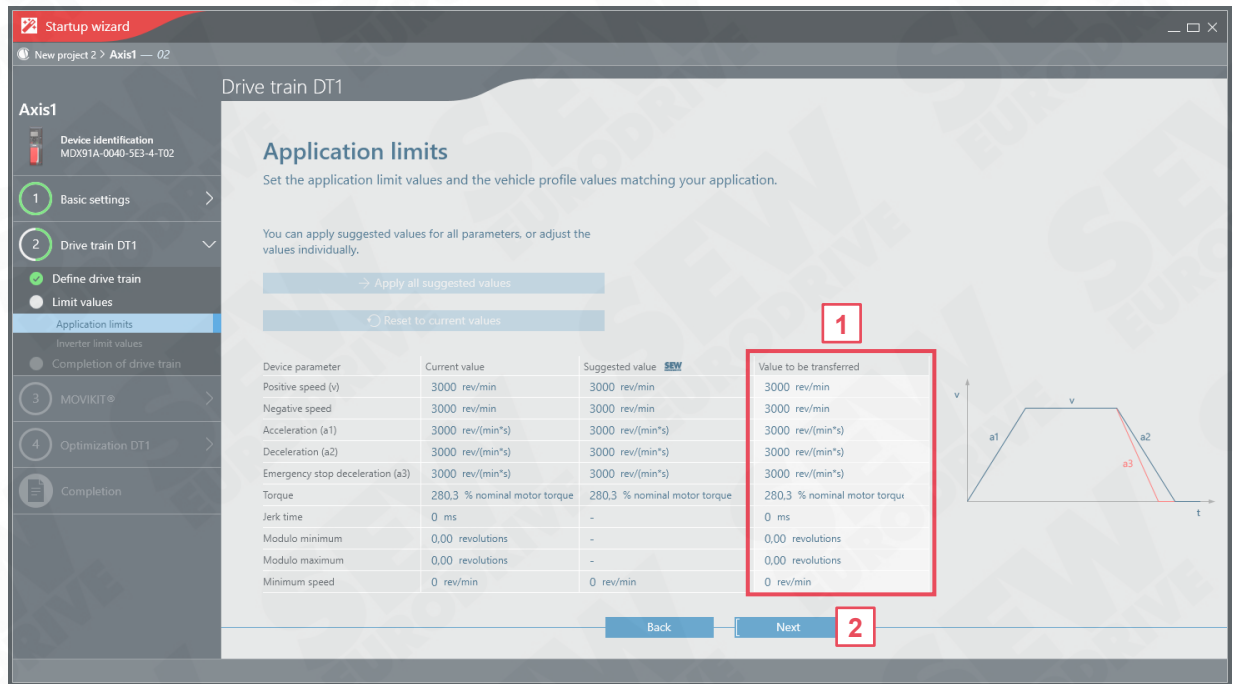 Startup wizard
New project 2 > Axis1 — 02
Drive train DT1
Axis1
Device identification
MDX91A-0040-5E3-4-T02
1 Basic settings
2 Drive train DT1
Define drive train
Limit values
Application limits
Inverter limit values
Completion of drive train
3 MOVIKIT®
4 Optimization DT1
Completion
Application limits
Set the application limit values and the vehicle profile values matching your application.
You can apply suggested values for all parameters, or adjust the
values individually.
→ Apply all suggested values
Reset to current values
1
Device parameter Current value Suggested value SEW Value to be transferred
Positive speed (v) 3000 rev/min 3000 rev/min 3000 rev/min
Negative speed 3000 rev/min 3000 rev/min 3000 rev/min
Acceleration (a1) 3000 rev/(min*s) 3000 rev/(min*s) 3000 rev/(min*s)
Deceleration (a2) 3000 rev/(min*s) 3000 rev/(min*s) 3000 rev/(min*s)
Emergency stop deceleration (a3) 3000 rev/(min*s) 3000 rev/(min*s) 3000 rev/(min*s)
Torque 280,3 % nominal motor torque 280,3 % nominal motor torque 280,3 % nominal motor torque
Jerk time 0 ms - 0 ms
Modulo minimum 0,00 revolutions - 0,00 revolutions
Modulo maximum 0,00 revolutions - 0,00 revolutions
Minimum speed 0 rev/min 0 rev/min 0 rev/min
v
v
a1
a2
a3
t
Back
Next
2
SEW
EURODRIVE